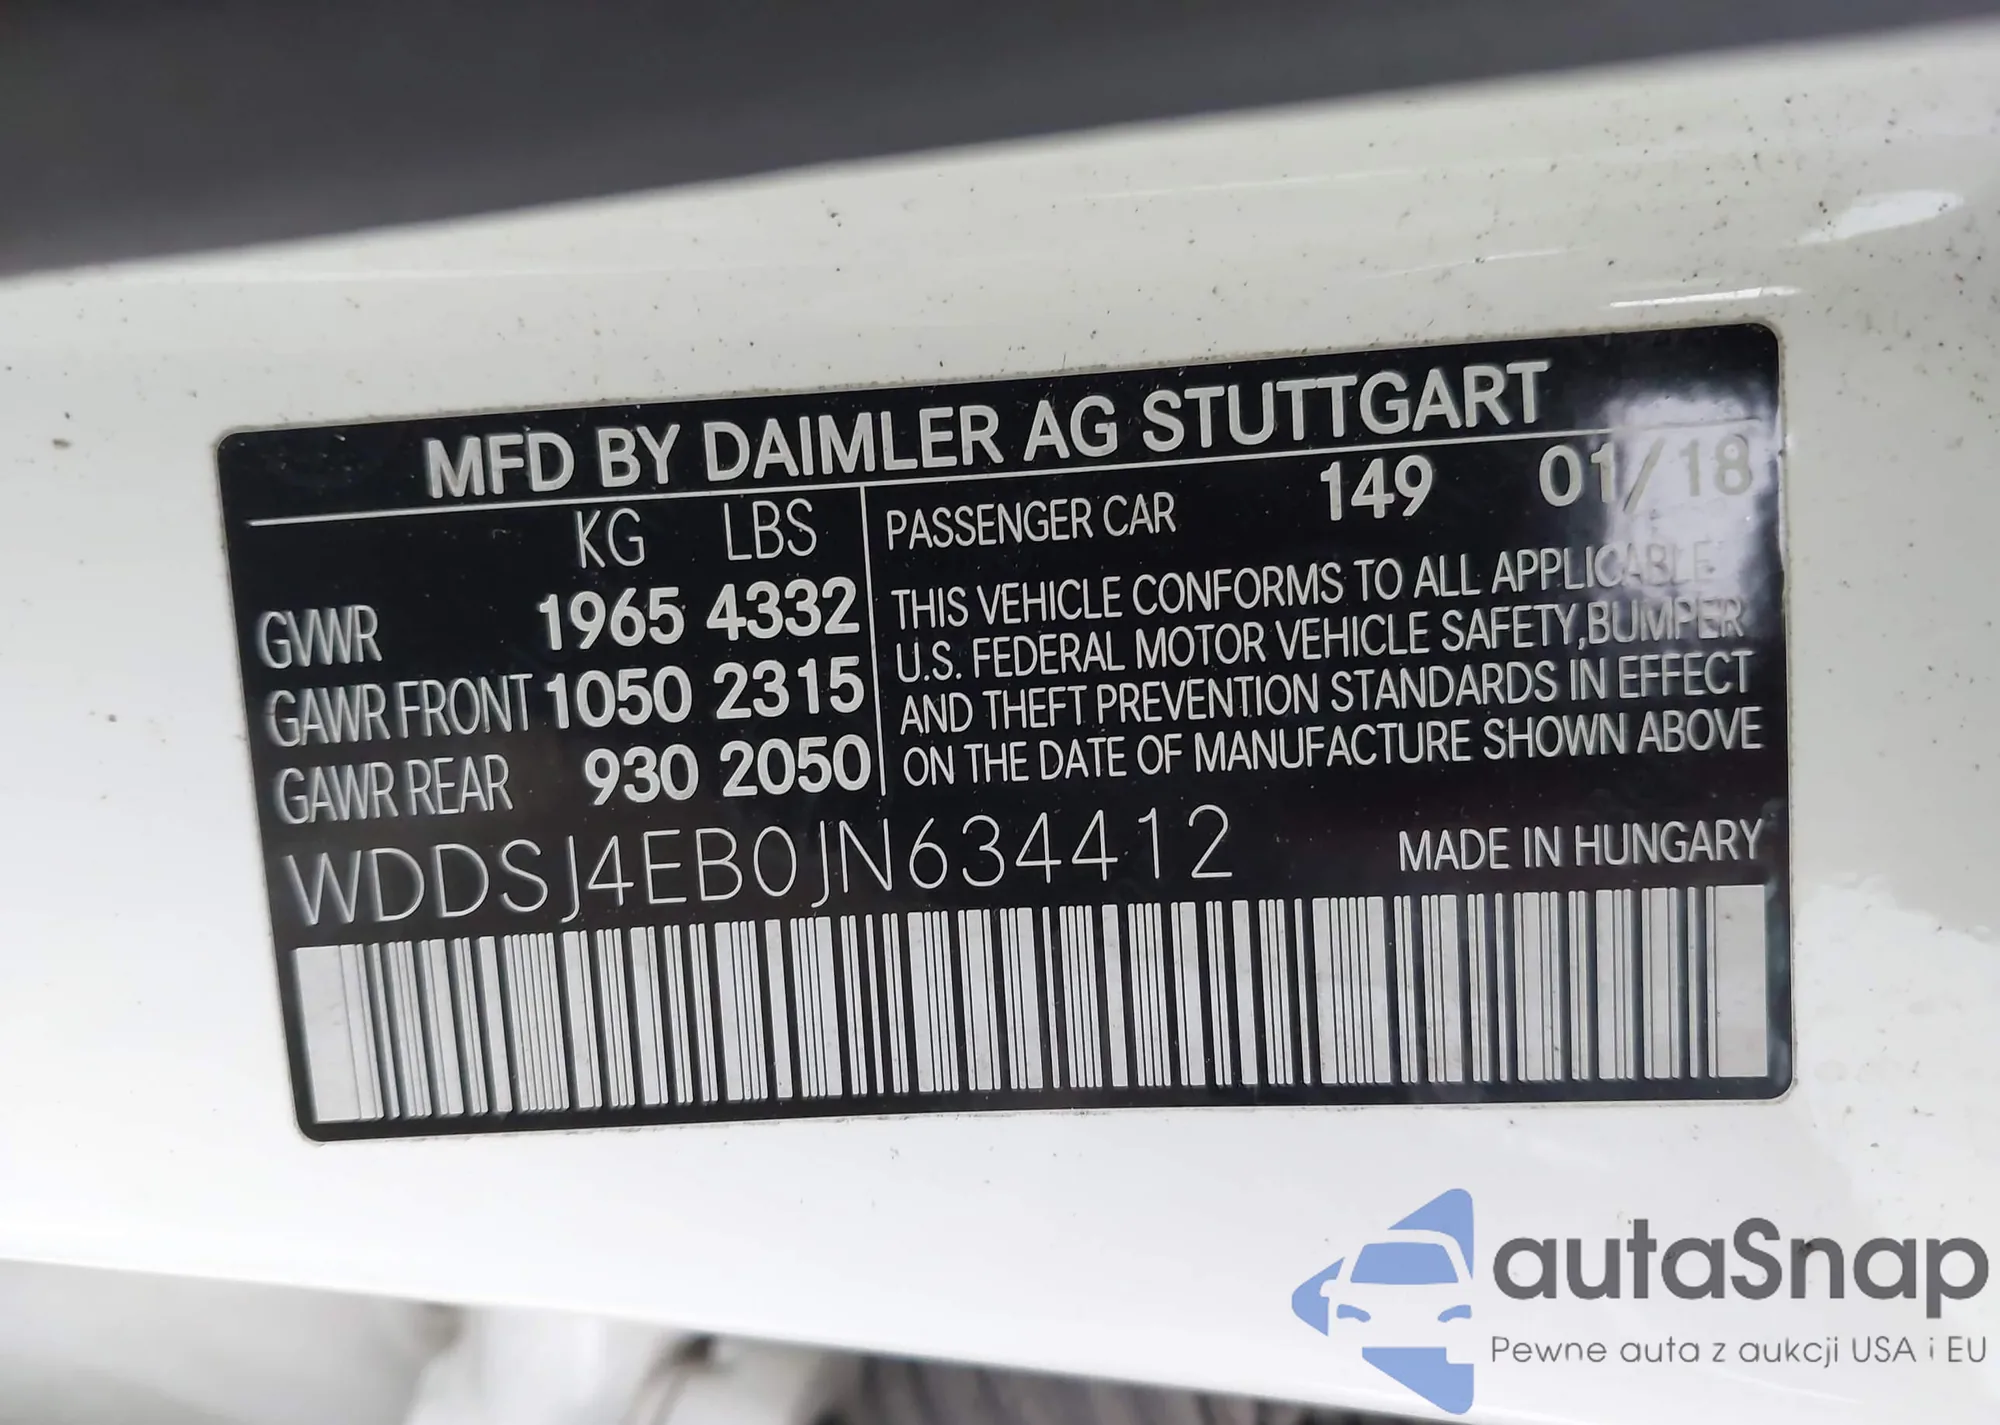 MFD BY DAIMLER AG STUTTGART
KG LBS
GVWR 1965 4332
GAWR FRONT 1050 2315
GAWR REAR 930 2050
PASSENGER CAR 149 01/18
THIS VEHICLE CONFORMS TO ALL APPLICABLE
U.S. FEDERAL MOTOR VEHICLE SAFETY,BUMPER
AND THEFT PREVENTION STANDARDS IN EFFECT
ON THE DATE OF MANUFACTURE SHOWN ABOVE
WDDSJ4EB0JN634412 MADE IN HUNGARY
autaSnap
Pewne auta z aukcji USA i EU